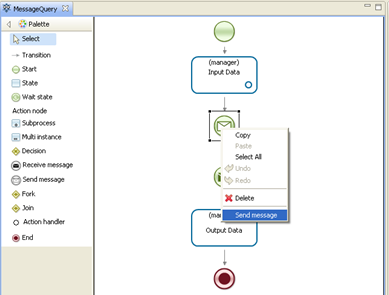 MessageQuery
Palette
Select
Transition
Start
State
Wait state
Action node
Subprocess
Multi instance
Decision
Receive message
Send message
Fork
Join
Action handler
End
(manager)
Input Data
Copy
Paste
Select All
Undo
Redo
Delete
Send message
(ma
Output Data